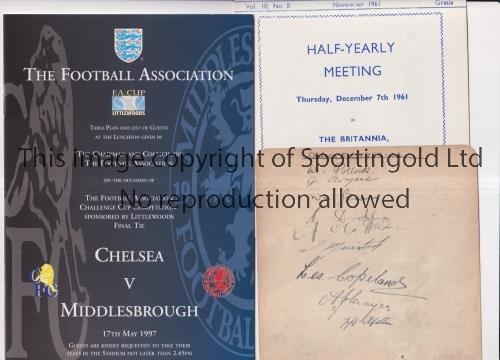 THE FOOTBALL ASSOCIATION
F.A. CUP
LITTLEWOODS
TABLE PLAN AND LIST OF GUESTS
AT THE LUNCHEON GIVEN BY
THE CHAIRMAN AND COUNCIL OF
THE FOOTBALL ASSOCIATION
ON THE OCCASION OF
THE FOOTBALL ASSOCIATION
CHALLENGE CUP COMPETITION
SPONSORED BY LITTLEWOODS
FINAL TIE
CHELSEA
V
MIDDLESBROUGH
17TH MAY 1997
GUESTS ARE KINDLY REQUESTED TO TAKE THEIR
SEATS IN THE STADIUM NOT LATER THAN 2.45PM
Vol. 10, No. 8 November 1961 Gratis
HALF-YEARLY
MEETING
Thursday, December 7th 1961
THE BRITANNIA,
W. Pollock
Les Copeland
This image is copyright of Sportingold Ltd
No reproduction allowed